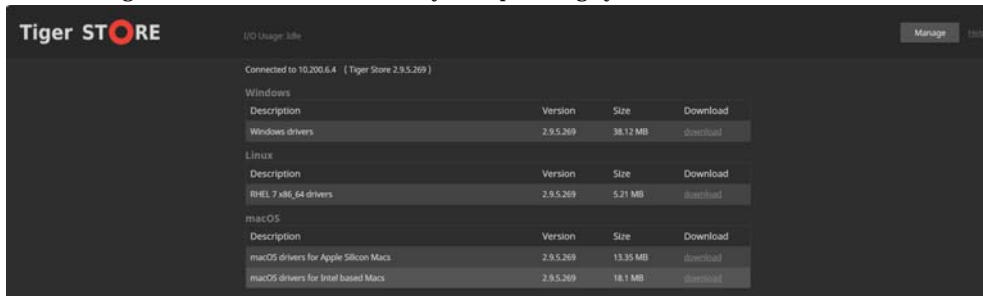 Tiger STORE
I/O Usage: Idle
Manage
Connected to 10.200.6.4 ( Tiger Store 2.9.5.269 )
Windows
Description Version Size Download
Windows drivers 2.9.5.269 38.12 MB download
Linux
Description Version Size Download
RHEL 7 x86_64 drivers 2.9.5.269 5.21 MB download
macOS
Description Version Size Download
macOS drivers for Apple Silicon Macs 2.9.5.269 13.35 MB download
macOS drivers for Intel based Macs 2.9.5.269 18.1 MB download